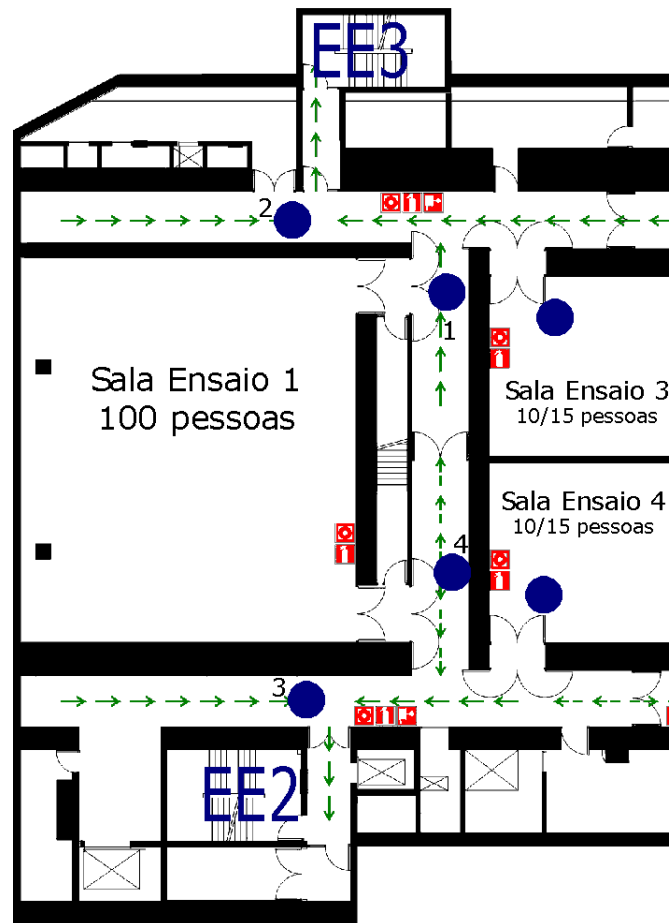 EE3
2
1
Sala Ensaio 1
100 pessoas
Sala Ensaio 3
10/15 pessoas
Sala Ensaio 4
10/15 pessoas
4
3
EE2